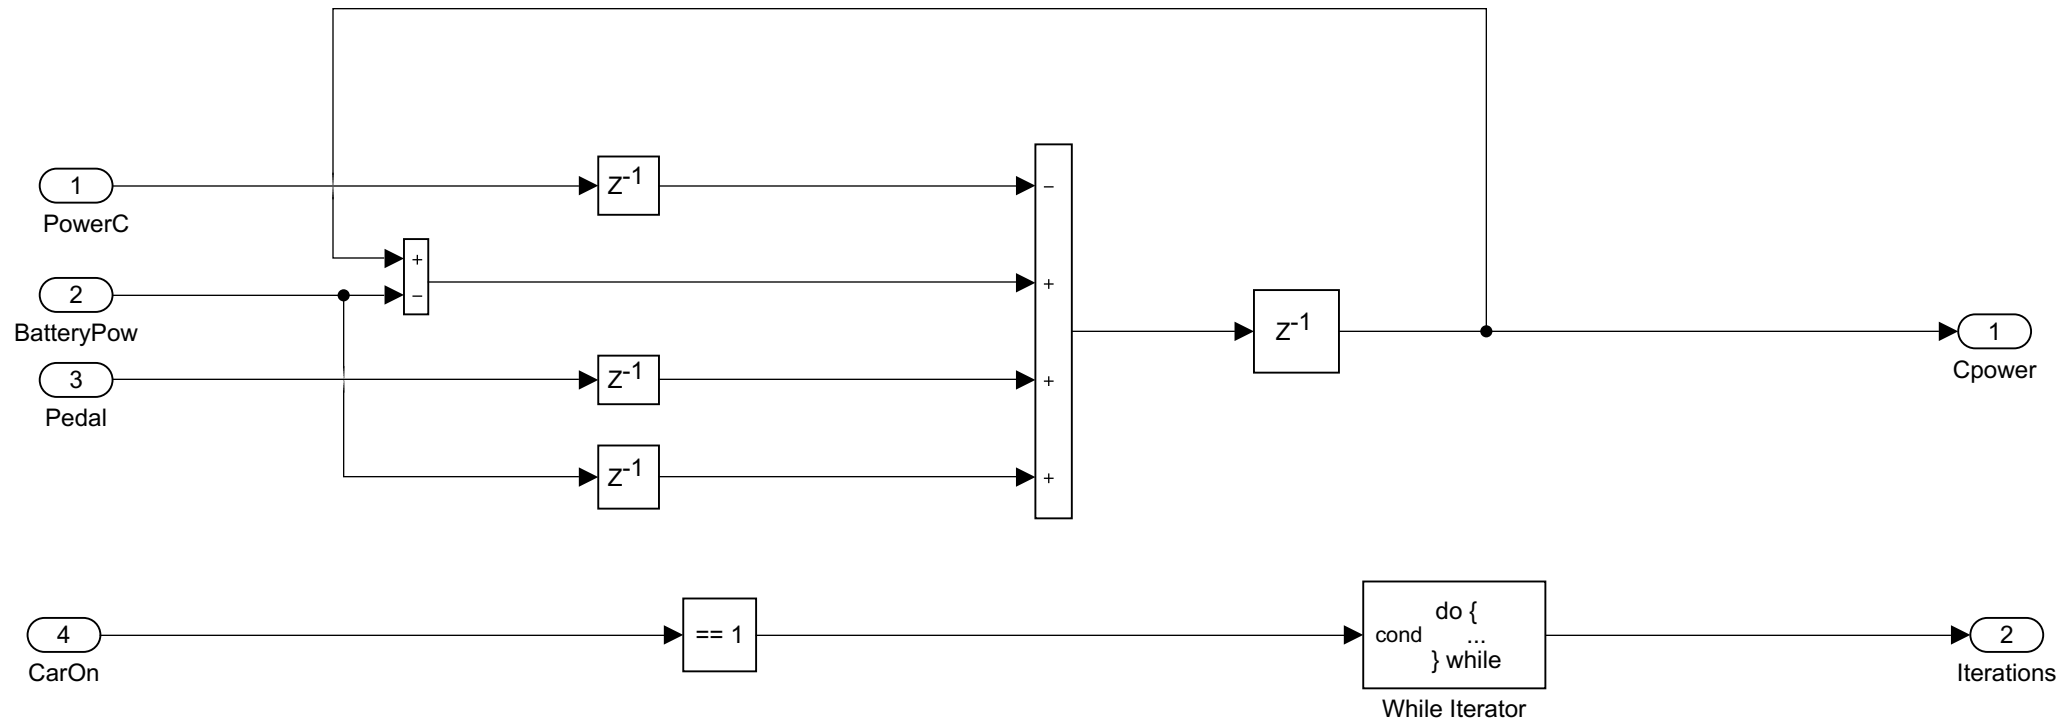 1
PowerC
Z-1
−
+
−
+
2
BatteryPow
+
Z-1
1
Cpower
3
Pedal
Z-1
+
Z-1
+
4
CarOn
== 1
do {
cond ...
} while
While Iterator
2
Iterations